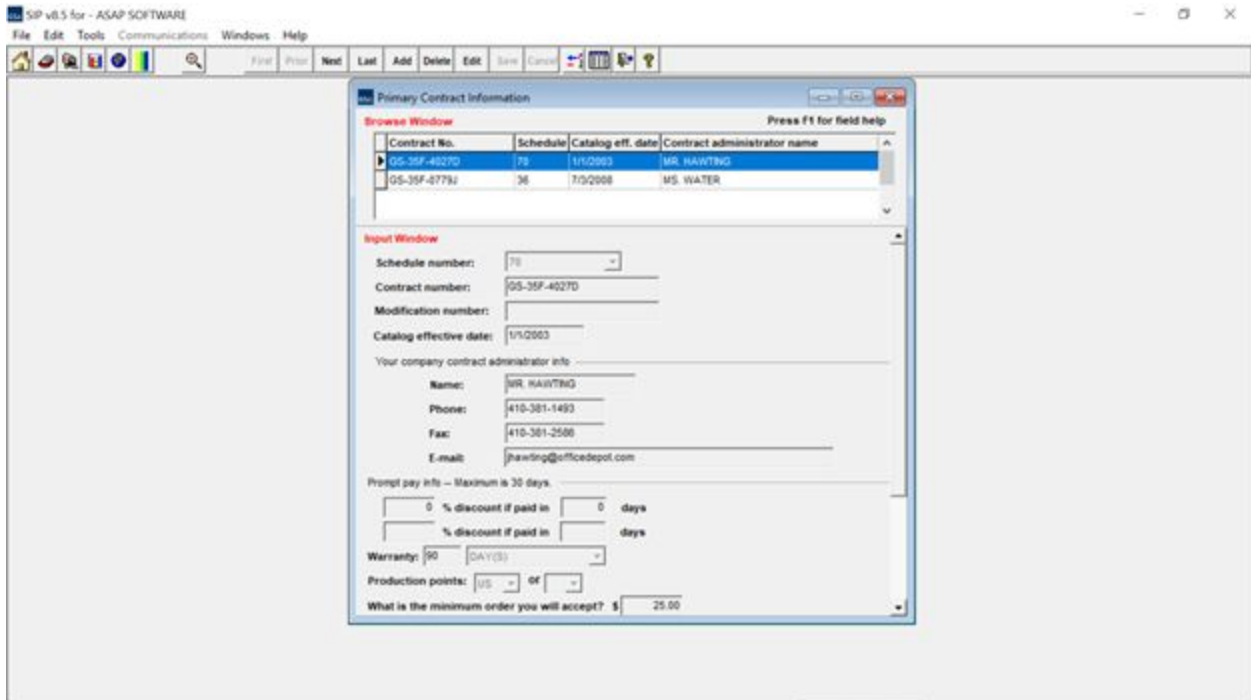 SIP v8.5 for - ASAP SOFTWARE
File Edit Tools Communications Windows Help
First Prior Next Last Add Delete Edit Save Cancel
Primary Contract Information
Browse Window Press f1 for field help
Contract No. Schedule Catalog eff. date Contract administrator name
GS-35F-4027D 70 1/1/2003 MR. HAWTING
GS-35F-0779J 36 7/3/2008 MS. WATER
Input Window
Schedule number: 70
Contract number: GS-35F-4027D
Modification number:
Catalog effective date: 1/1/2003
Your company contract administrator info
Name: MR. HAWTING
Phone: 410-381-1493
Fax: 410-381-2586
E-mail: jhawting@officedepot.com
Prompt pay info -- Maximum is 30 days.
0 % discount if paid in 0 days
% discount if paid in days
Warranty: 90 DAY(S)
Production points: US or
What is the minimum order you will accept? $ 25.00